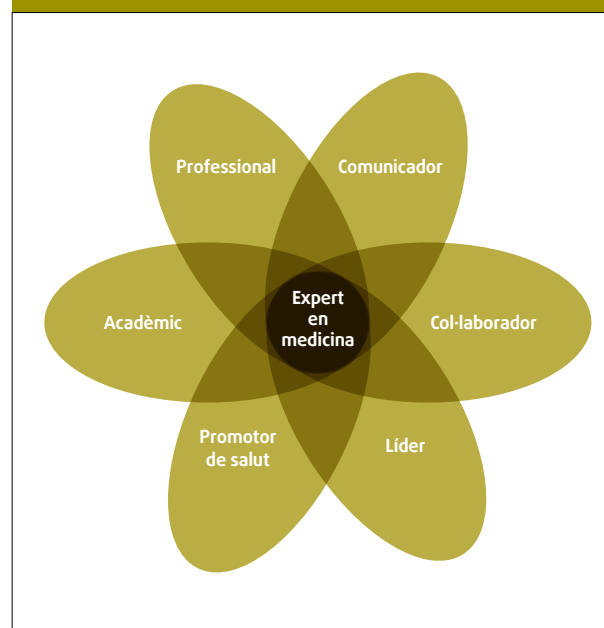 Professional
Comunicador
Acadèmic
Expert
en
medicina
Col·laborador
Promotor
de salut
Líder